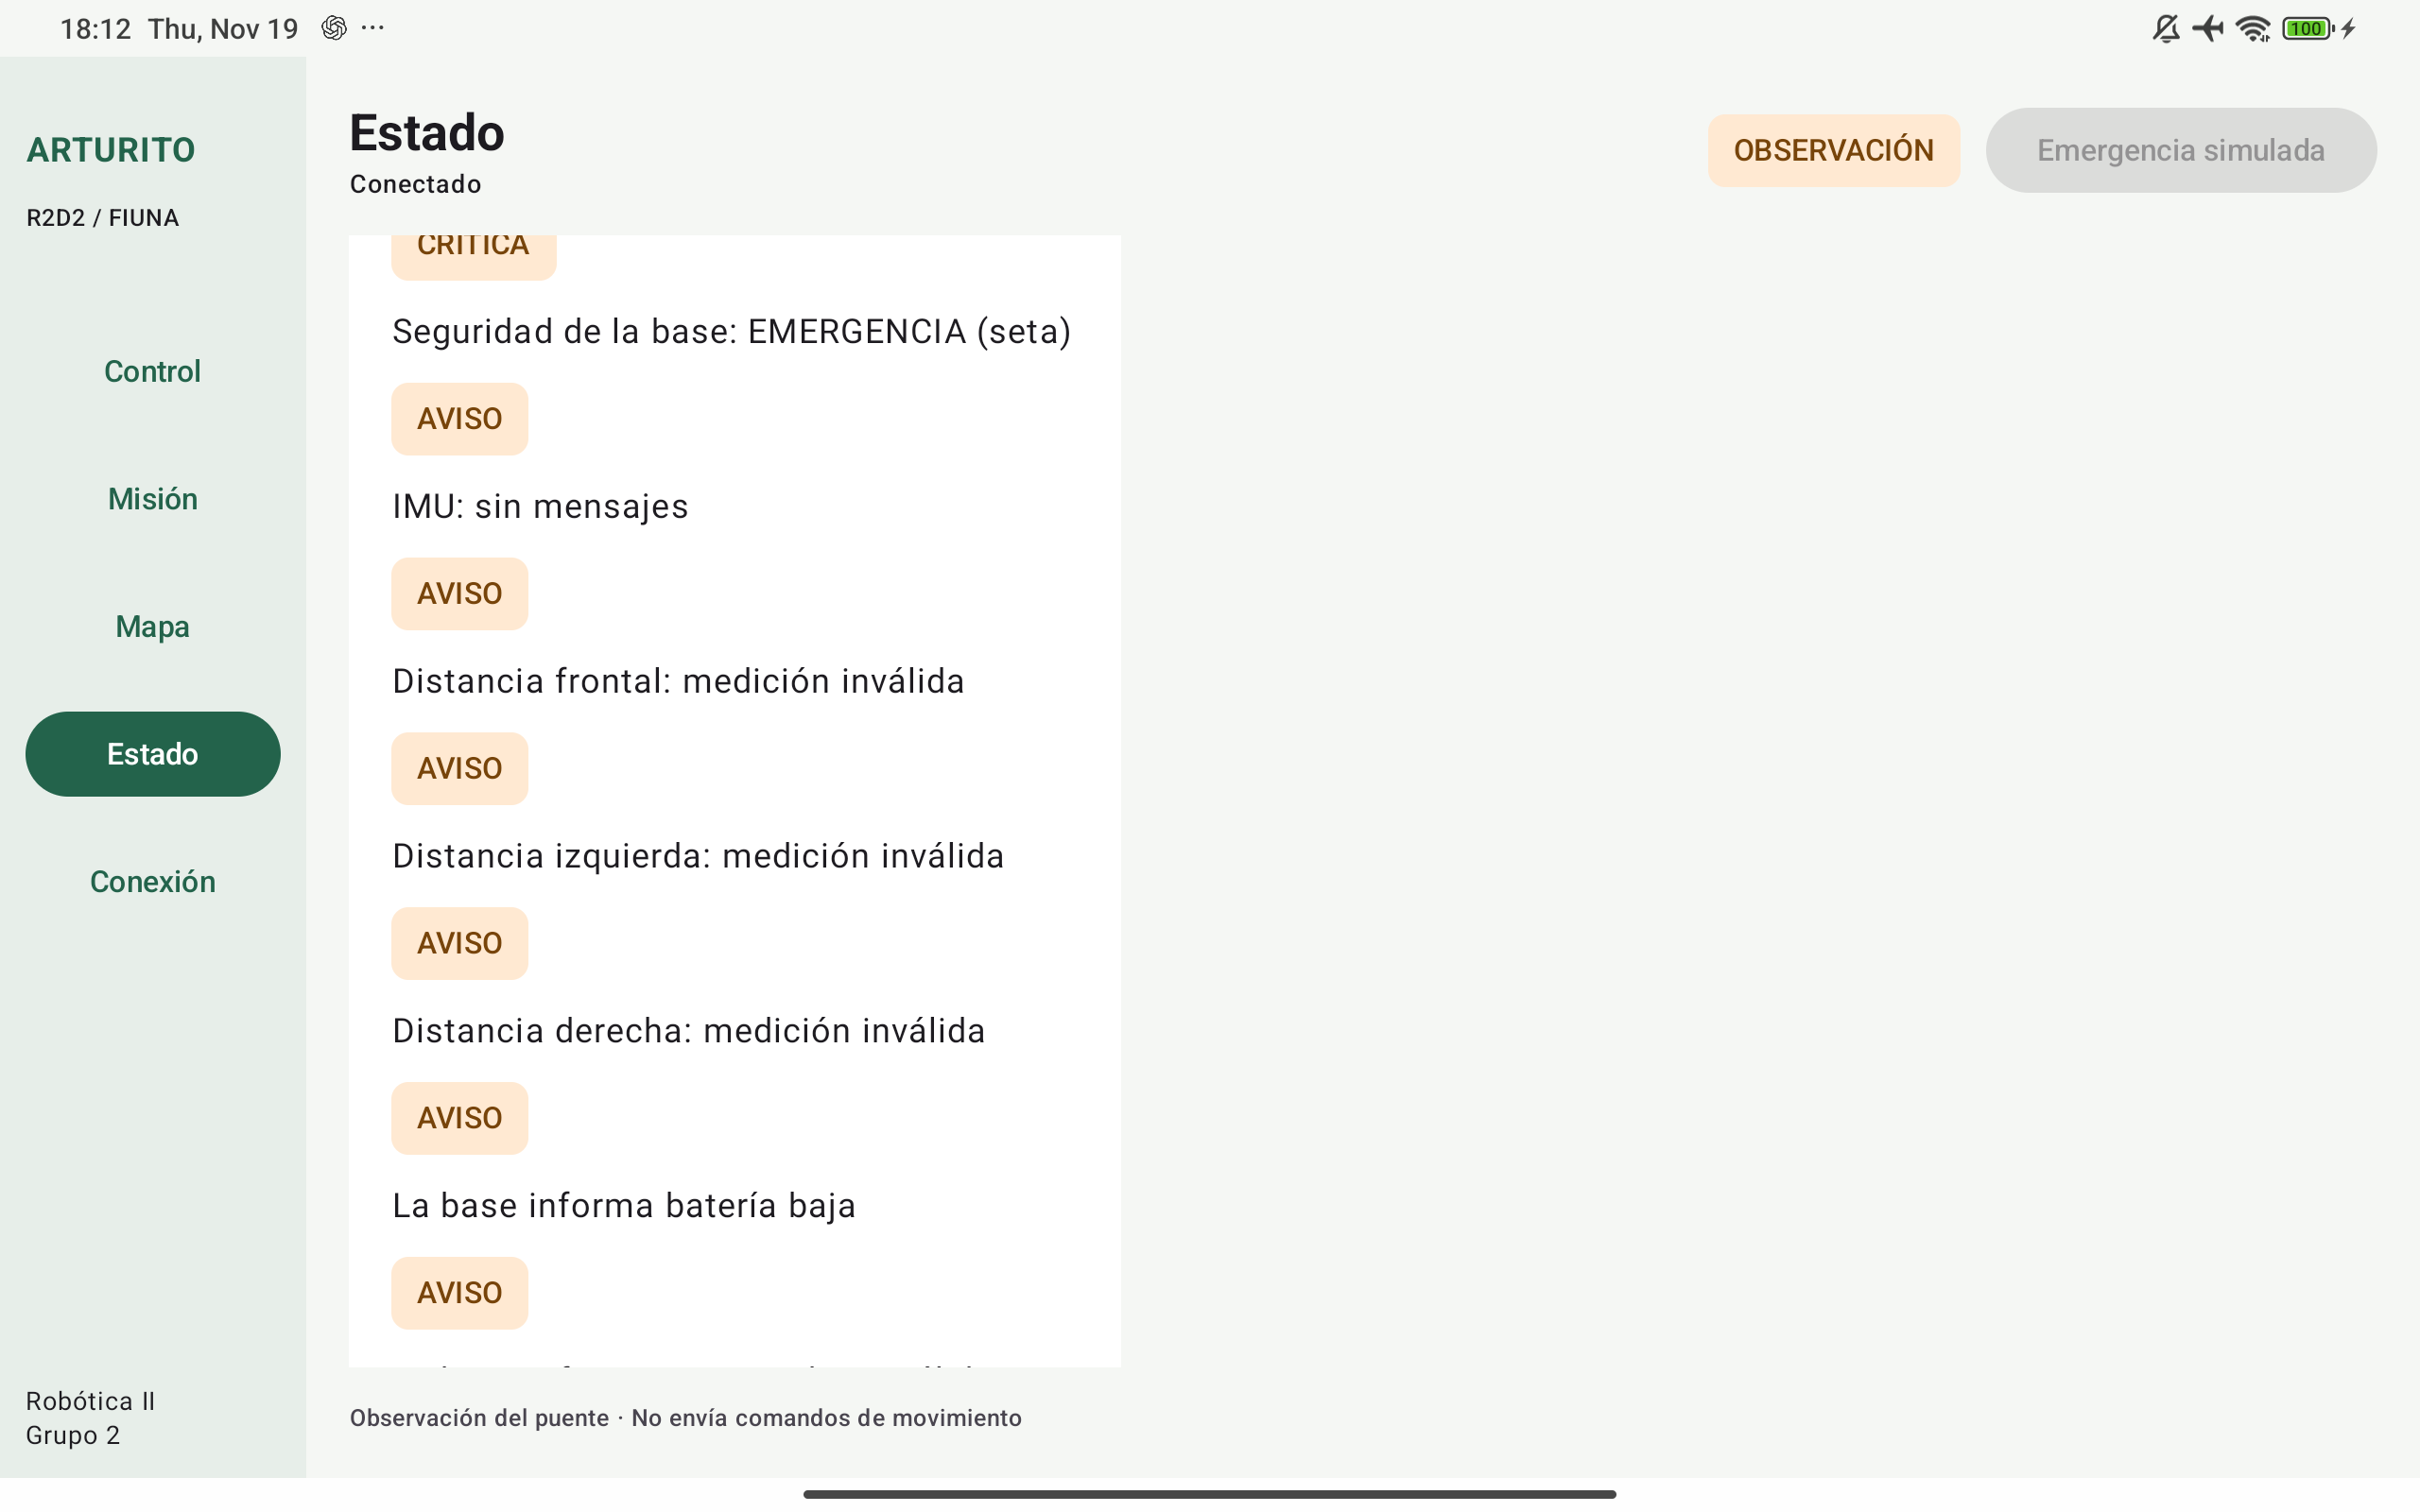 18:12 Thu, Nov 19 ...
100
ARTURITO
R2D2 / FIUNA
Control
Misión
Mapa
Estado
Conexión
Robótica II
Grupo 2
Estado
Conectado
OBSERVACIÓN
Emergencia simulada
CRÍTICA
Seguridad de la base: EMERGENCIA (seta)
AVISO
IMU: sin mensajes
AVISO
Distancia frontal: medición inválida
AVISO
Distancia izquierda: medición inválida
AVISO
Distancia derecha: medición inválida
AVISO
La base informa batería baja
AVISO
Observación del puente · No envía comandos de movimiento